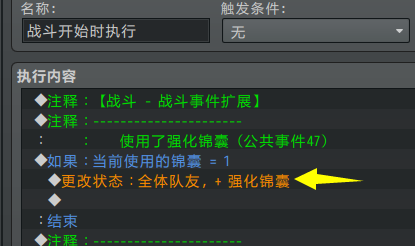 名称:
触发条件:
战斗开始时执行
无
执行内容
◆注释：【战斗 - 战斗事件扩展】
◆注释：----------------------
：　　：　　使用了强化锦囊 (公共事件47)
◆如果：当前使用的锦囊 = 1
◆更改状态：全体队友, + 强化锦囊
◆
：结束
◆注释：----------------------